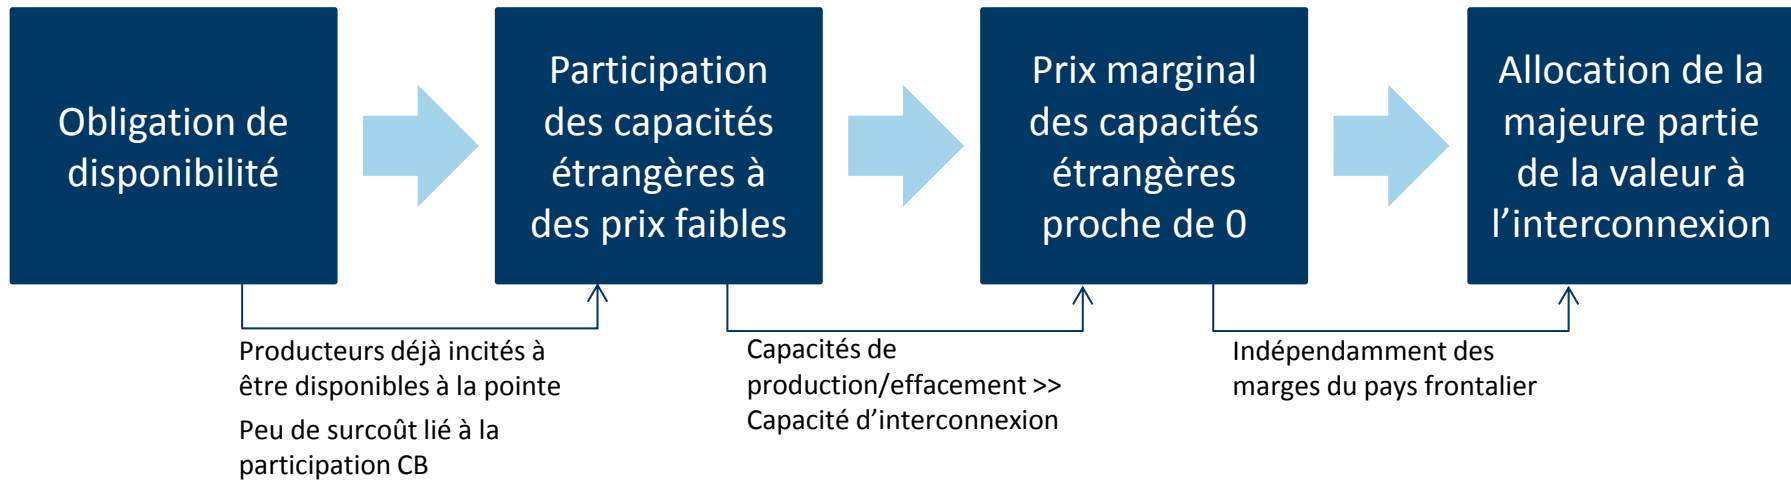 Obligation de
disponibilité
Participation
des capacités
étrangères à
des prix faibles
Prix marginal
des capacités
étrangères
proche de 0
Allocation de la
majeure partie
de la valeur à
l’interconnexion
Producteurs déjà incités à
être disponibles à la pointe
Peu de surcoût lié à la
participation CB
Capacités de
production/effacement >>
Capacité d’interconnexion
Indépendamment des
marges du pays frontalier